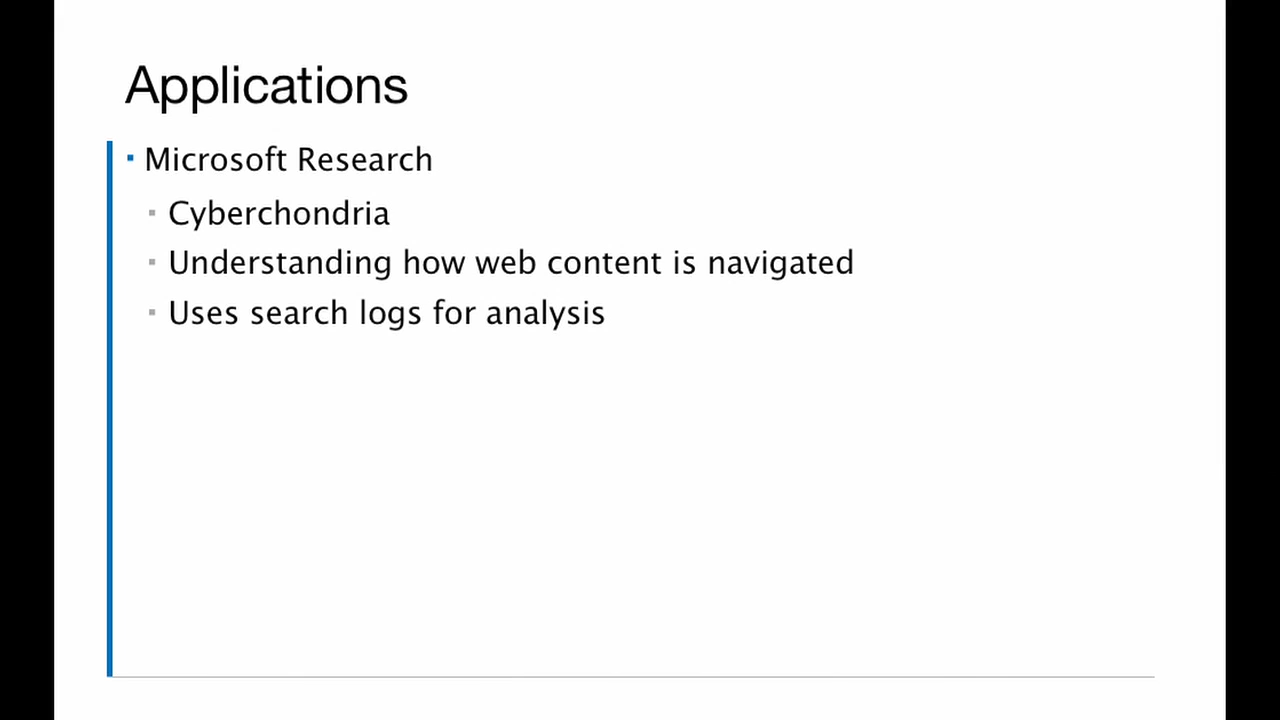 Applications
Microsoft Research
Cyberchondria
Understanding how web content is navigated
Uses search logs for analysis